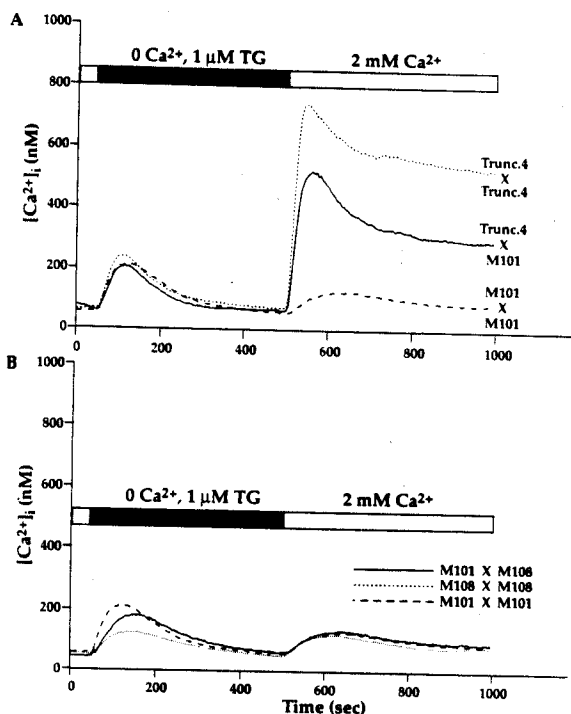 A
1000
0 Ca²⁺, 1 µM TG
2 mM Ca²⁺
800
600
400
200
0
[Ca²⁺]i (nM)
Trunc.4
X
Trunc.4
Trunc.4
X
M101
M101
X
M101
0
200
400
600
800
1000
B
1000
800
600
400
200
0
[Ca²⁺]i (nM)
0 Ca²⁺, 1 µM TG
2 mM Ca²⁺
M101 X M108
M108 X M108
M101 X M101
0
200
400
600
800
1000
Time (sec)